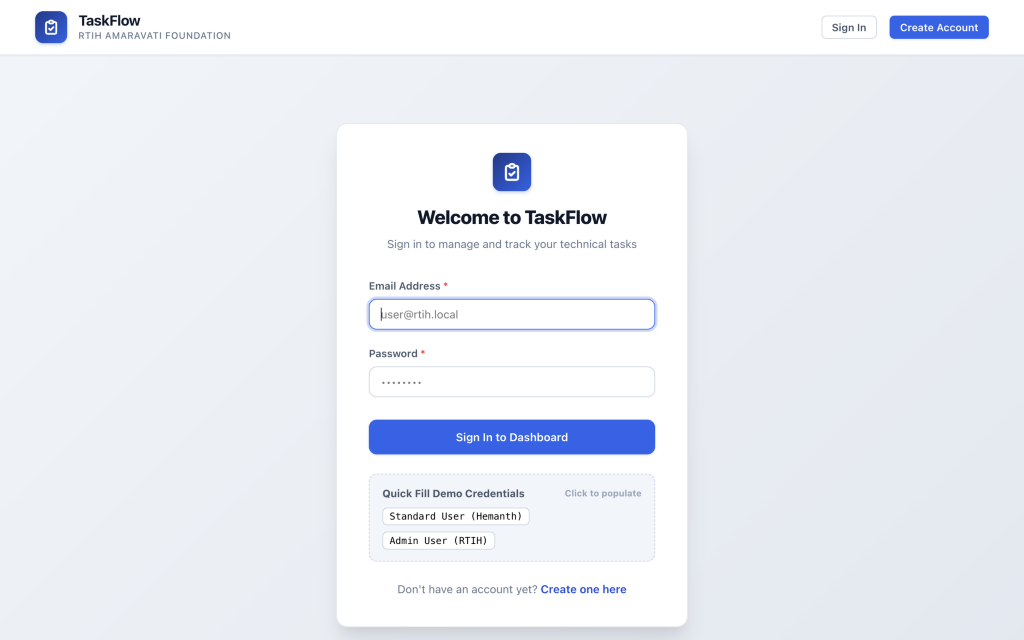 TaskFlow
RTIH AMARAVATI FOUNDATION
Sign In
Create Account
Welcome to TaskFlow
Sign in to manage and track your technical tasks
Email Address *
user@rtih.local
Password *
••••••••
Sign In to Dashboard
Quick Fill Demo Credentials
Click to populate
Standard User (Hemanth)
Admin User (RTIH)
Don't have an account yet? Create one here